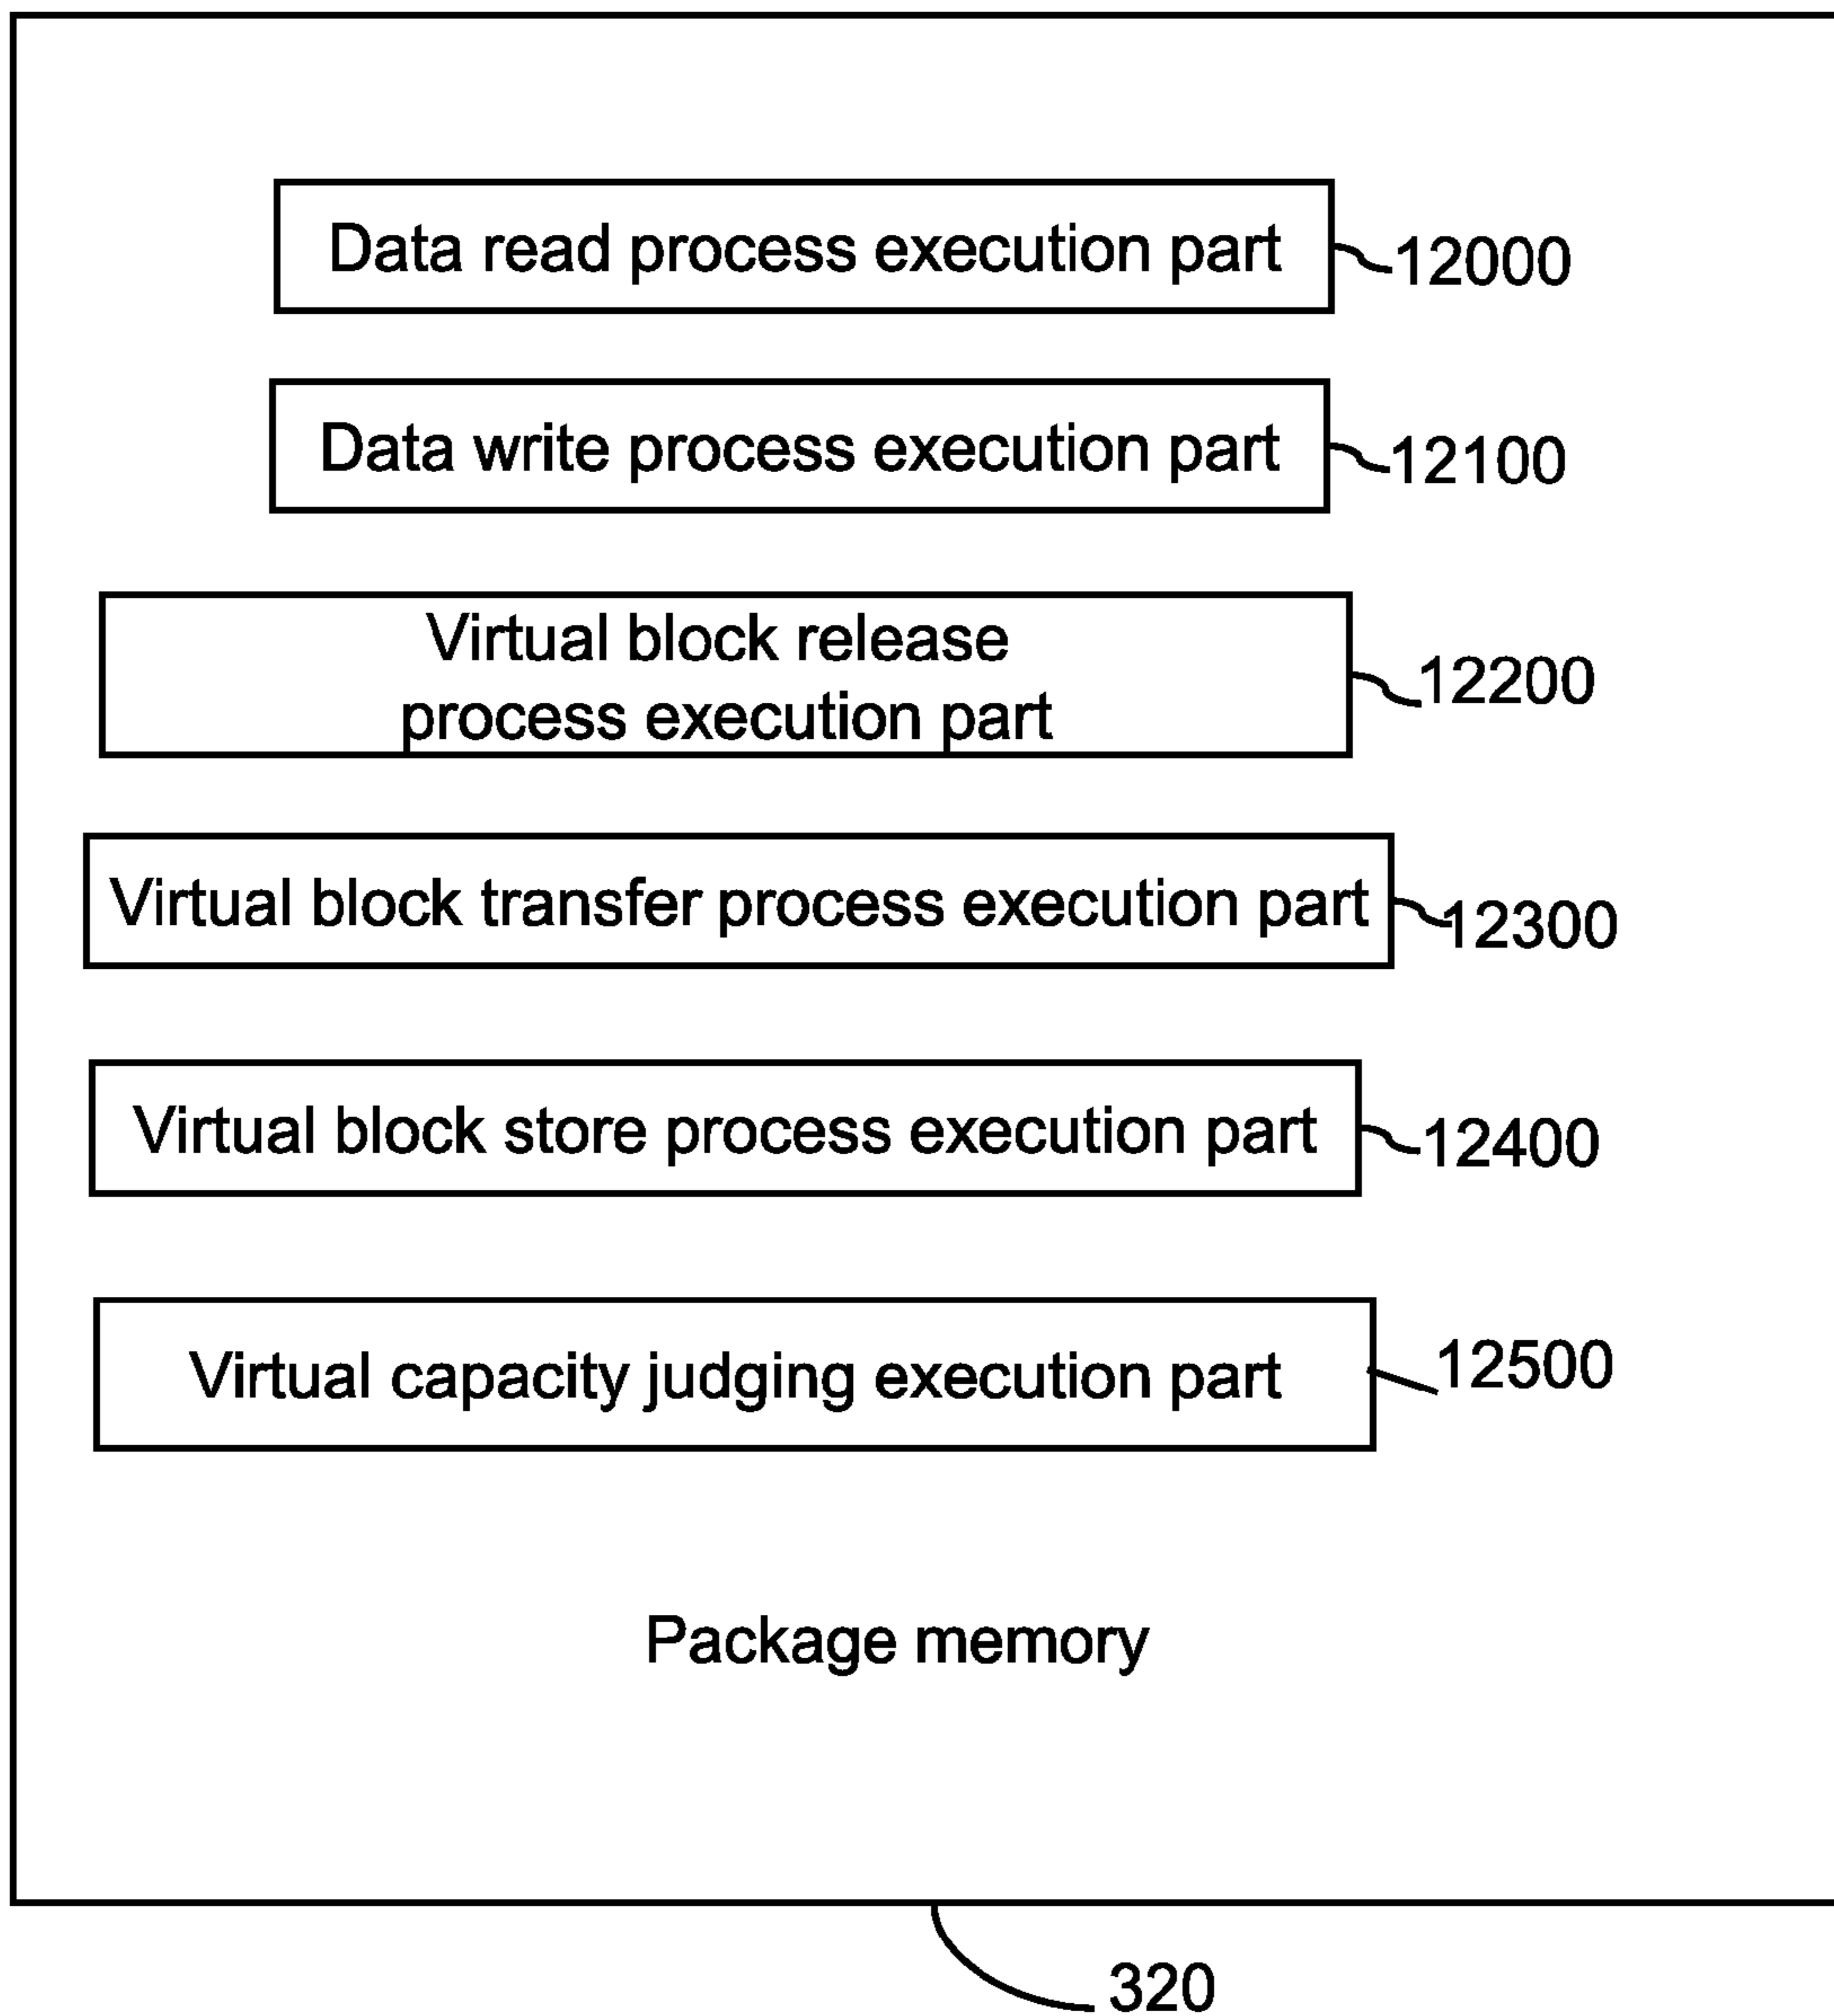 Data read process execution part
12000
Data write process execution part
12100
Virtual block release
process execution part
12200
Virtual block transfer process execution part
12300
Virtual block store process execution part
12400
Virtual capacity judging execution part
12500
Package memory
320